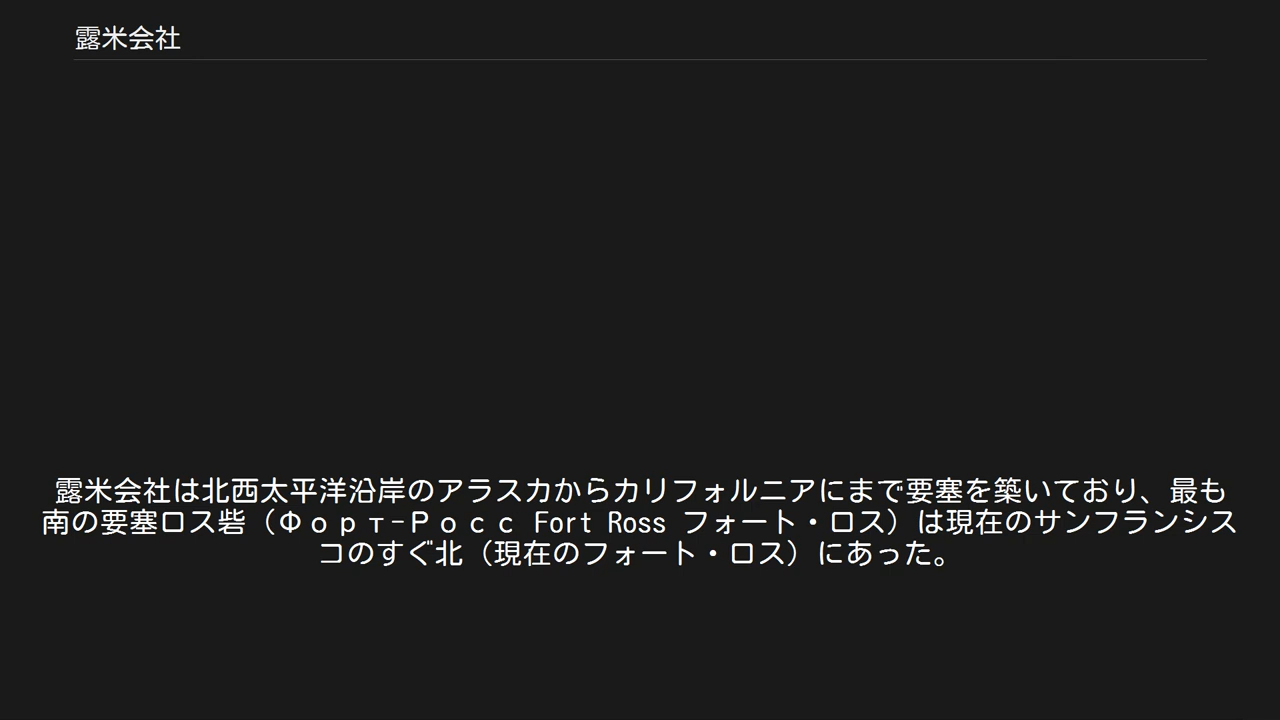 露米会社
露米会社は北西太平洋沿岸のアラスカからカリフォルニアにまで要塞を築いており、最も
南の要塞ロス砦（Форт-Росс Fort Ross フォート・ロス）は現在のサンフランシス
コのすぐ北（現在のフォート・ロス）にあった。